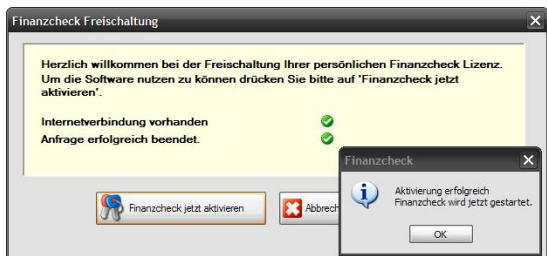 Finanzcheck Freischaltung
Herzlich willkommen bei der Freischaltung Ihrer persönlichen Finanzcheck Lizenz.
Um die Software nutzen zu können drücken Sie bitte auf 'Finanzcheck jetzt
aktivieren'.
Internetverbindung vorhanden
Anfrage erfolgreich beendet.
Finanzcheck jetzt aktivieren
Abbrech
Finanzcheck
Aktivierung erfolgreich
Finanzcheck wird jetzt gestartet.
OK